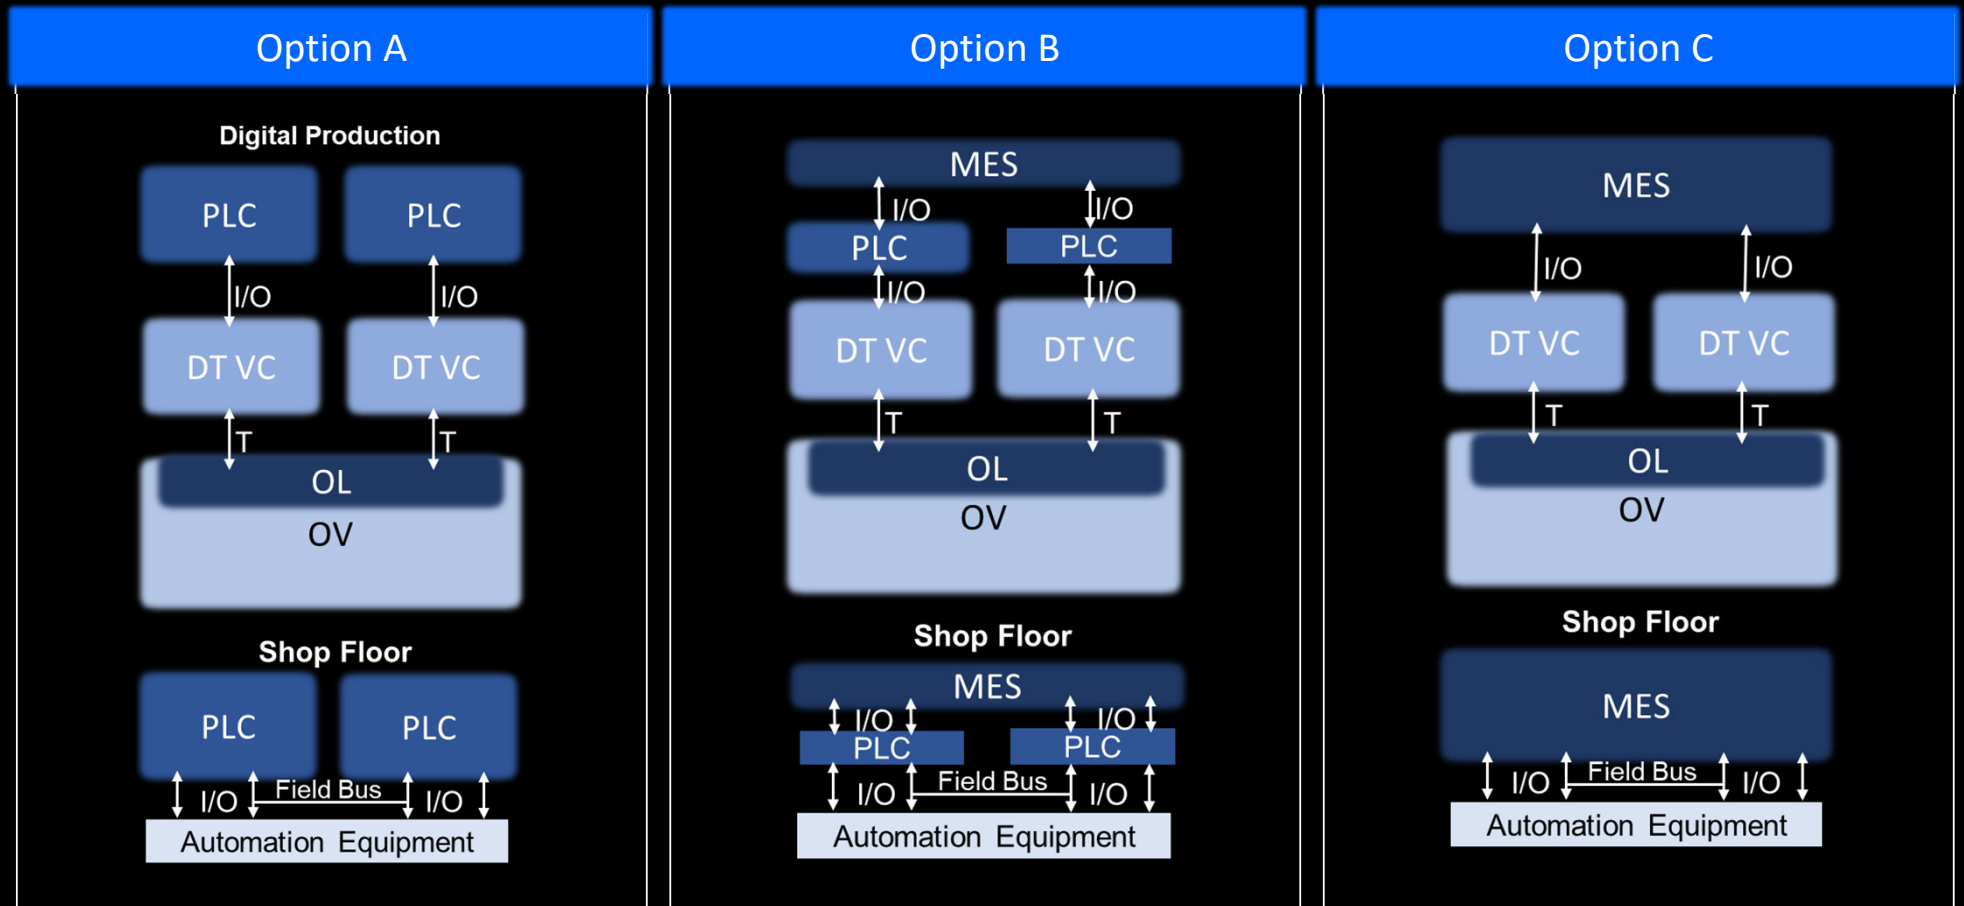 Option A
Digital Production
PLC PLC
I/O I/O
DT VC DT VC
T T
OL
OV
Shop Floor
PLC PLC
I/O Field Bus I/O
Automation Equipment
Option B
MES
I/O I/O
PLC PLC
I/O I/O
DT VC DT VC
T T
OL
OV
Shop Floor
MES
I/O I/O
PLC PLC
I/O Field Bus I/O
Automation Equipment
Option C
MES
I/O I/O
DT VC DT VC
T T
OL
OV
Shop Floor
MES
I/O Field Bus I/O
Automation Equipment